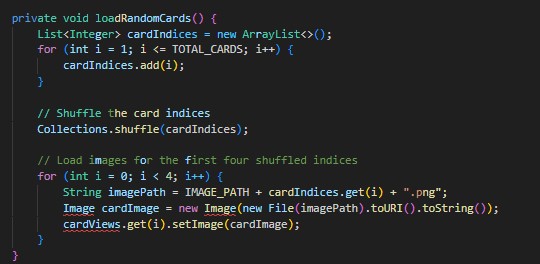 private void loadRandomCards() {
    List<Integer> cardIndices = new ArrayList<>();
    for (int i = 1; i <= TOTAL_CARDS; i++) {
        cardIndices.add(i);
    }

    // Shuffle the card indices
    Collections.shuffle(cardIndices);

    // Load images for the first four shuffled indices
    for (int i = 0; i < 4; i++) {
        String imagePath = IMAGE_PATH + cardIndices.get(i) + ".png";
        Image cardImage = new Image(new File(imagePath).toURI().toString());
        cardViews.get(i).setImage(cardImage);
    }
}